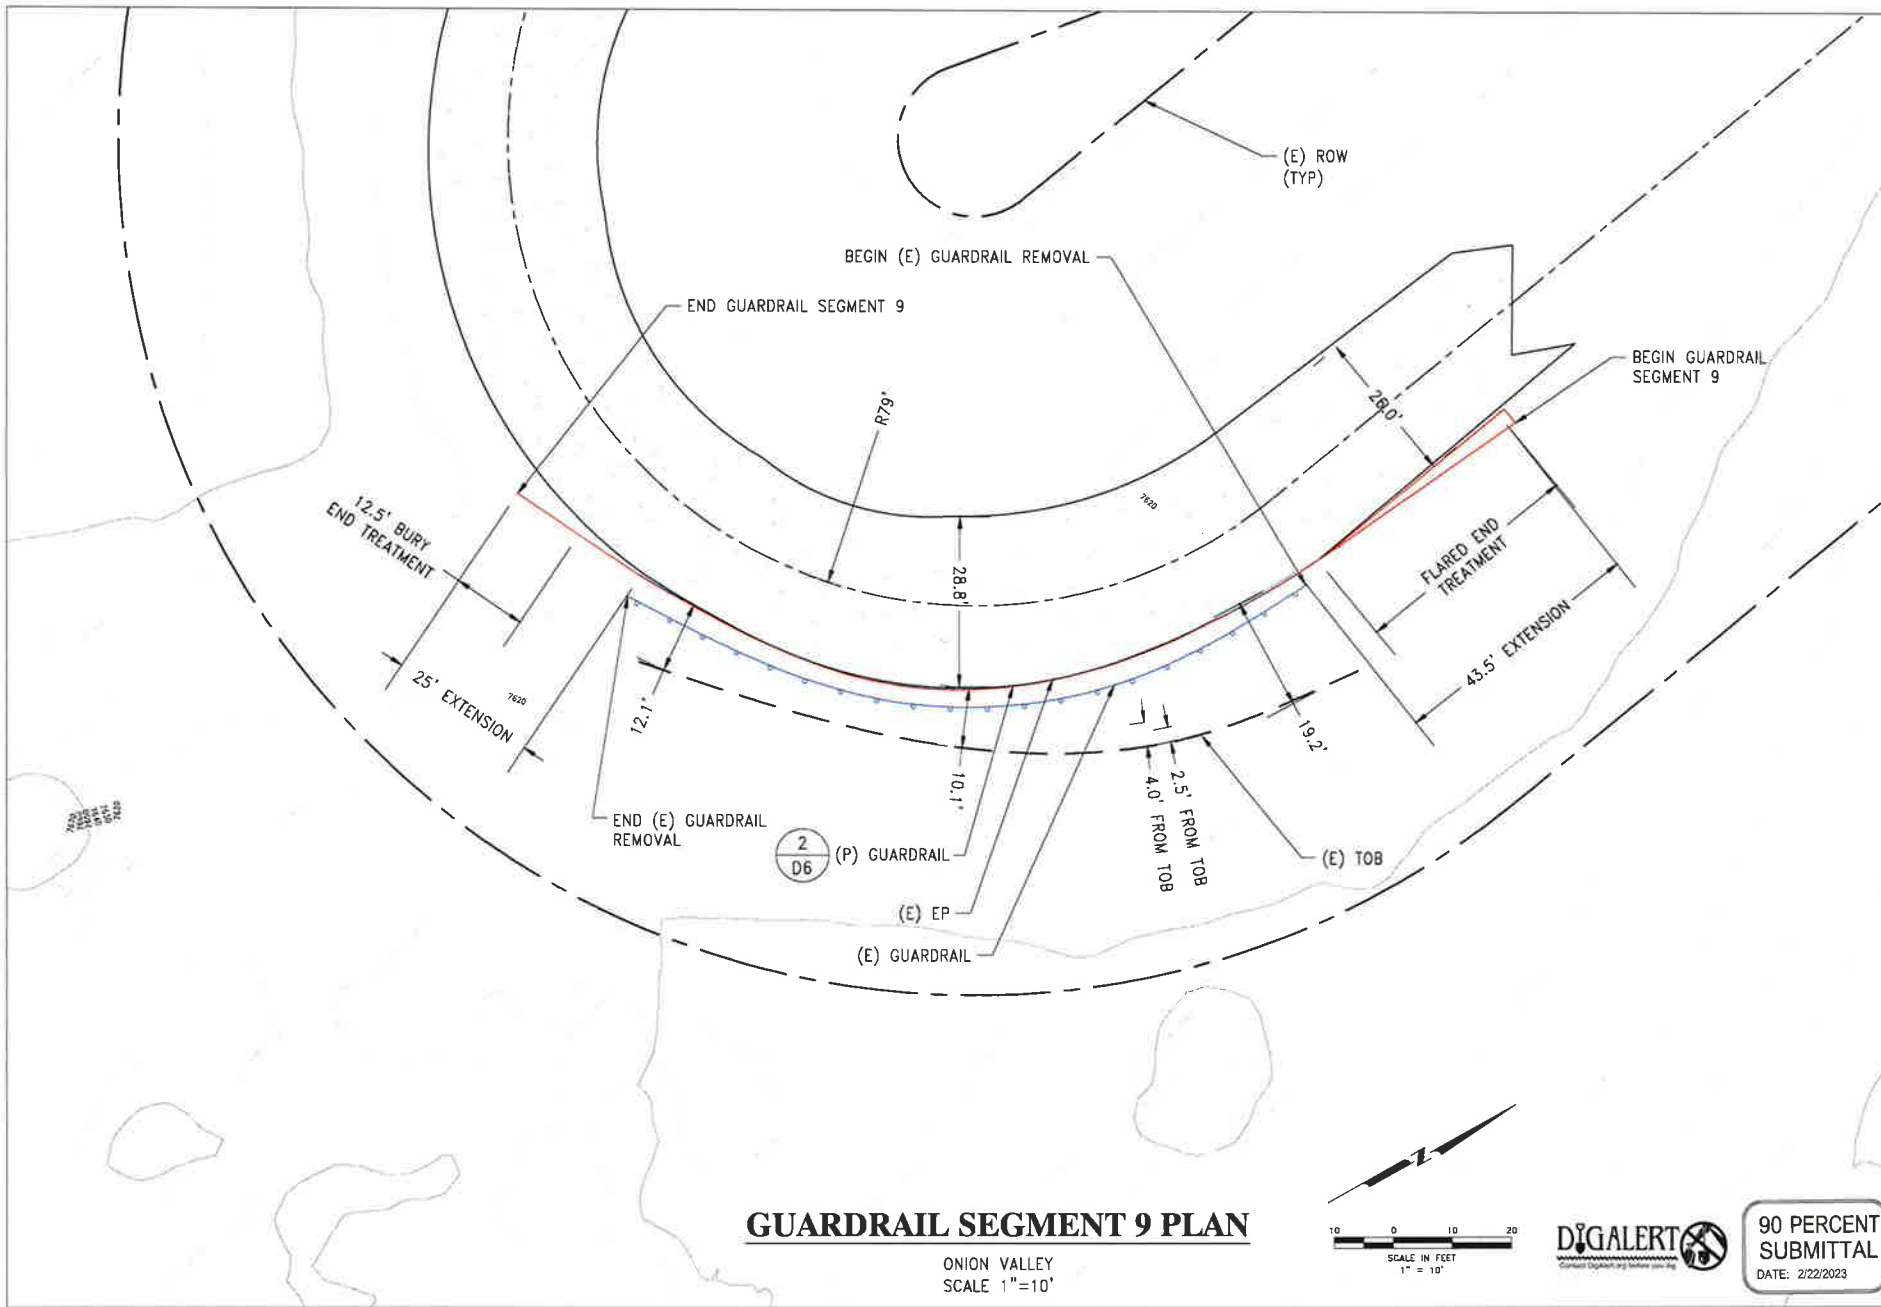 (E) ROW
(TYP)
BEGIN (E) GUARDRAIL REMOVAL
END GUARDRAIL SEGMENT 9
BEGIN GUARDRAIL
SEGMENT 9
R79'
26.0'
7620
12.5' BURY
END TREATMENT
28.8'
FLARED END
TREATMENT
43.5' EXTENSION
25' EXTENSION
7620
12.1'
19.2'
10.1'
2.5' FROM TOB
4.0' FROM TOB
END (E) GUARDRAIL
REMOVAL
2
D6
(P) GUARDRAIL
(E) TOB
(E) EP
(E) GUARDRAIL
7620
Z
GUARDRAIL SEGMENT 9 PLAN
ONION VALLEY
SCALE 1"=10'
10 0 10 20
SCALE IN FEET
1" = 10'
DIGALERT
90 PERCENT
SUBMITTAL
DATE: 2/22/2023